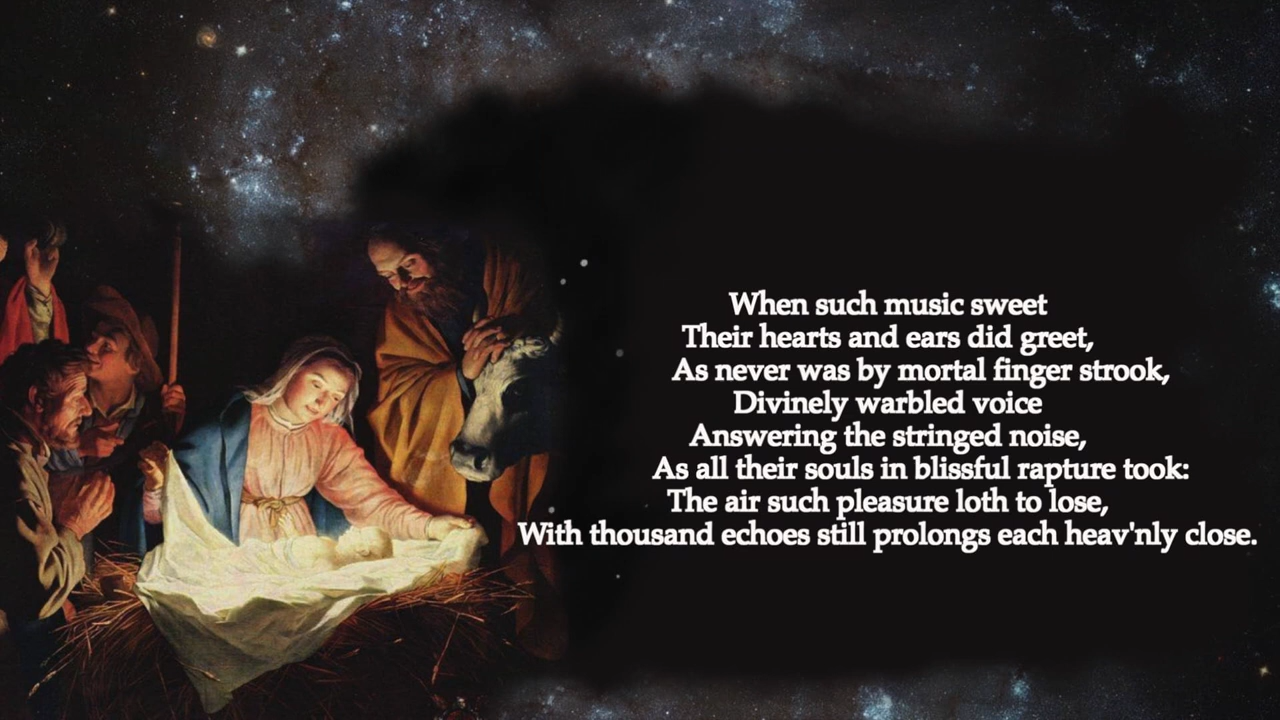 When such music sweet
Their hearts and ears did greet,
As never was by mortal finger strook,
Divinely warbled voice
Answering the stringed noise,
As all their souls in blissful rapture took:
The air such pleasure loth to lose,
With thousand echoes still prolongs each heav'nly close.